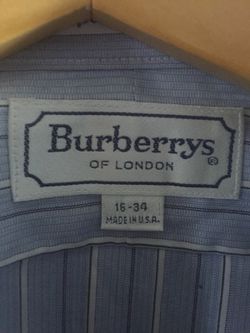 Burberrys
OF LONDON ®
16-34
MADE IN U.S.A.